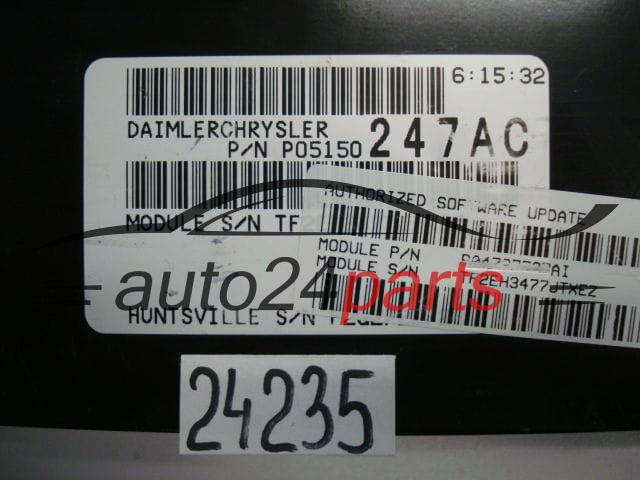 6:15:32
DAIMLERCHRYSLER
P/N P05150 247AC
MODULE S/N
AUTHORIZED SOFTWARE UPDATE
MODULE P/N
MODULE S/N
HUNTSVILLE S/N
auto24parts
24235